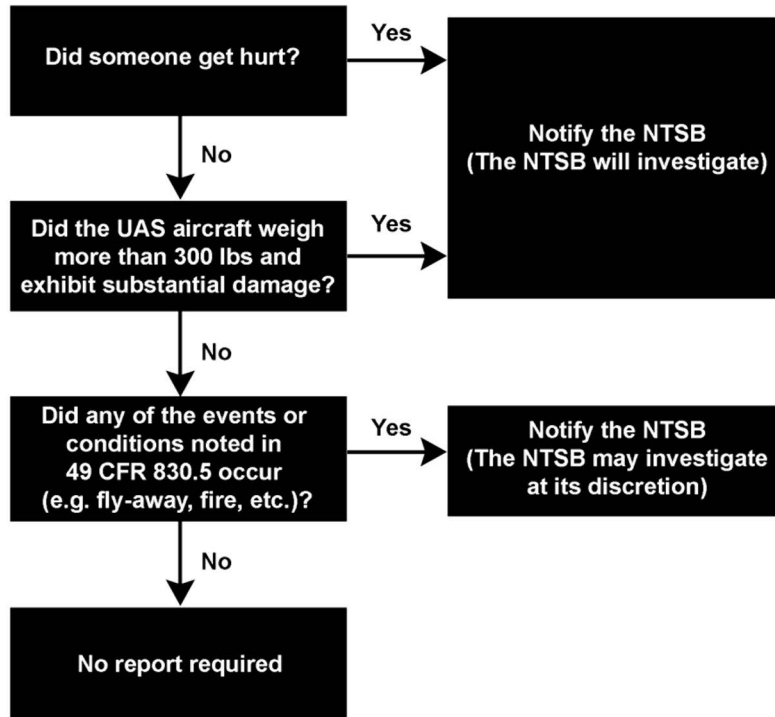 Did someone get hurt?
Yes
Notify the NTSB
(The NTSB will investigate)
No
Did the UAS aircraft weigh
more than 300 lbs and
exhibit substantial damage?
Yes
No
Did any of the events or
conditions noted in
49 CFR 830.5 occur
(e.g. fly-away, fire, etc.)?
Yes
Notify the NTSB
(The NTSB may investigate
at its discretion)
No
No report required